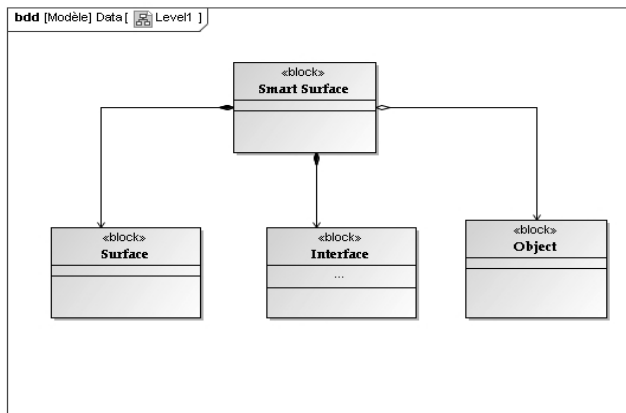 bdd [Modèle] Data [ Level1 ]
«block»
Smart Surface
«block»
Surface
«block»
Interface
...
«block»
Object